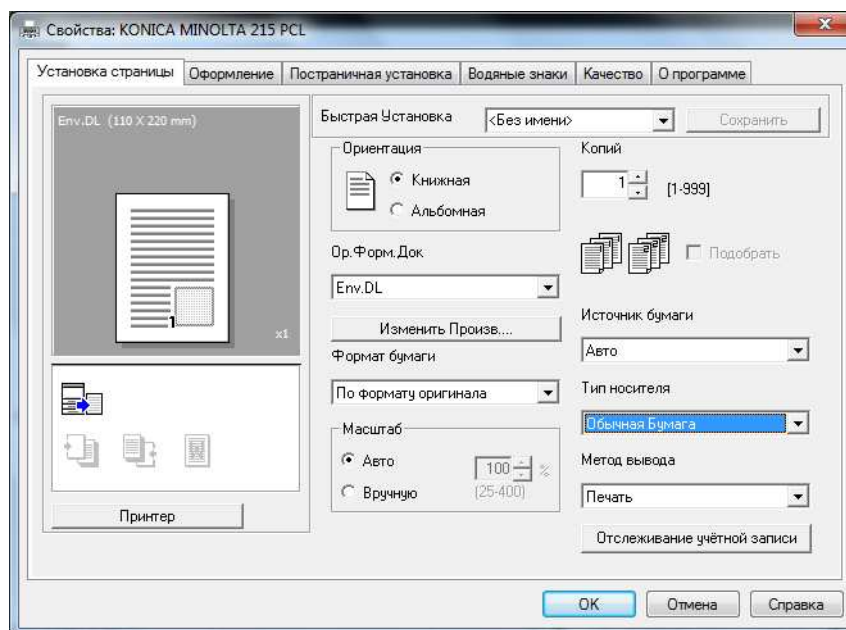 Свойства: KONICA MINOLTA 215 PCL
Установка страницы Оформление Постраничная установка Водяные знаки Качество О программе
Env.DL (110 X 220 mm)
1
x1
Принтер
Быстрая Установка <Без имени> Сохранить
Ориентация
Книжная
Альбомная
Ор.Форм.Док
Env.DL
Изменить Произв....
Формат бумаги
По формату оригинала
Масштаб
Авто 100 %
Вручную (25-400)
Копий
1 [1-999]
Подобрать
Источник бумаги
Авто
Тип носителя
Обычная Бумага
Метод вывода
Печать
Отслеживание учётной записи
OK Отмена Справка